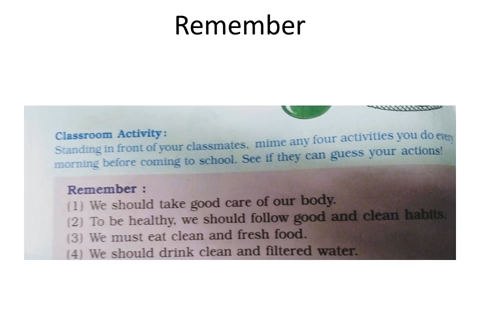 Remember
Classroom Activity:
Standing in front of your classmates, mime any four activities you do every
morning before coming to school. See if they can guess your actions!
Remember :
(1) We should take good care of our body.
(2) To be healthy, we should follow good and clean habits.
(3) We must eat clean and fresh food.
(4) We should drink clean and filtered water.